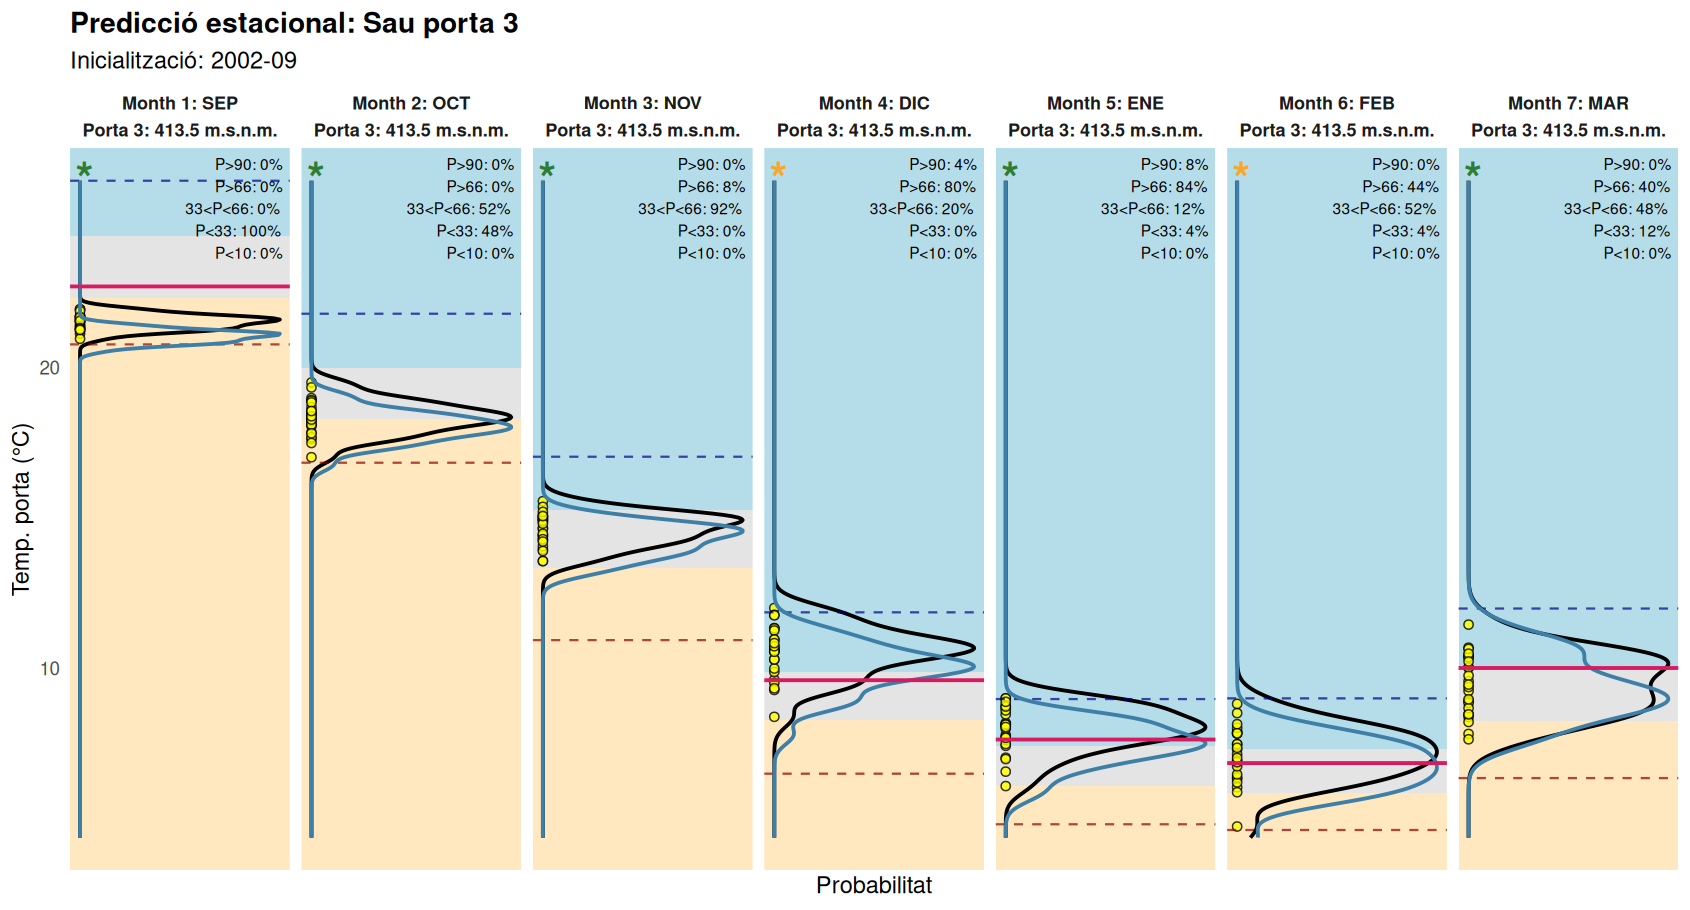 Predicció estacional: Sau porta 3
Inicialització: 2002-09
Month 1: SEP
Porta 3: 413.5 m.s.n.m.
Month 2: OCT
Porta 3: 413.5 m.s.n.m.
Month 3: NOV
Porta 3: 413.5 m.s.n.m.
Month 4: DIC
Porta 3: 413.5 m.s.n.m.
Month 5: ENE
Porta 3: 413.5 m.s.n.m.
Month 6: FEB
Porta 3: 413.5 m.s.n.m.
Month 7: MAR
Porta 3: 413.5 m.s.n.m.
*
P>90: 0%
P>66: 0%
33<P<66: 0%
P<33: 100%
P<10: 0%
*
P>90: 0%
P>66: 0%
33<P<66: 52%
P<33: 48%
P<10: 0%
*
P>90: 0%
P>66: 8%
33<P<66: 92%
P<33: 0%
P<10: 0%
*
P>90: 4%
P>66: 80%
33<P<66: 20%
P<33: 0%
P<10: 0%
*
P>90: 8%
P>66: 84%
33<P<66: 12%
P<33: 4%
P<10: 0%
*
P>90: 0%
P>66: 44%
33<P<66: 52%
P<33: 4%
P<10: 0%
*
P>90: 0%
P>66: 40%
33<P<66: 48%
P<33: 12%
P<10: 0%
20
10
Temp. porta (°C)
Probabilitat